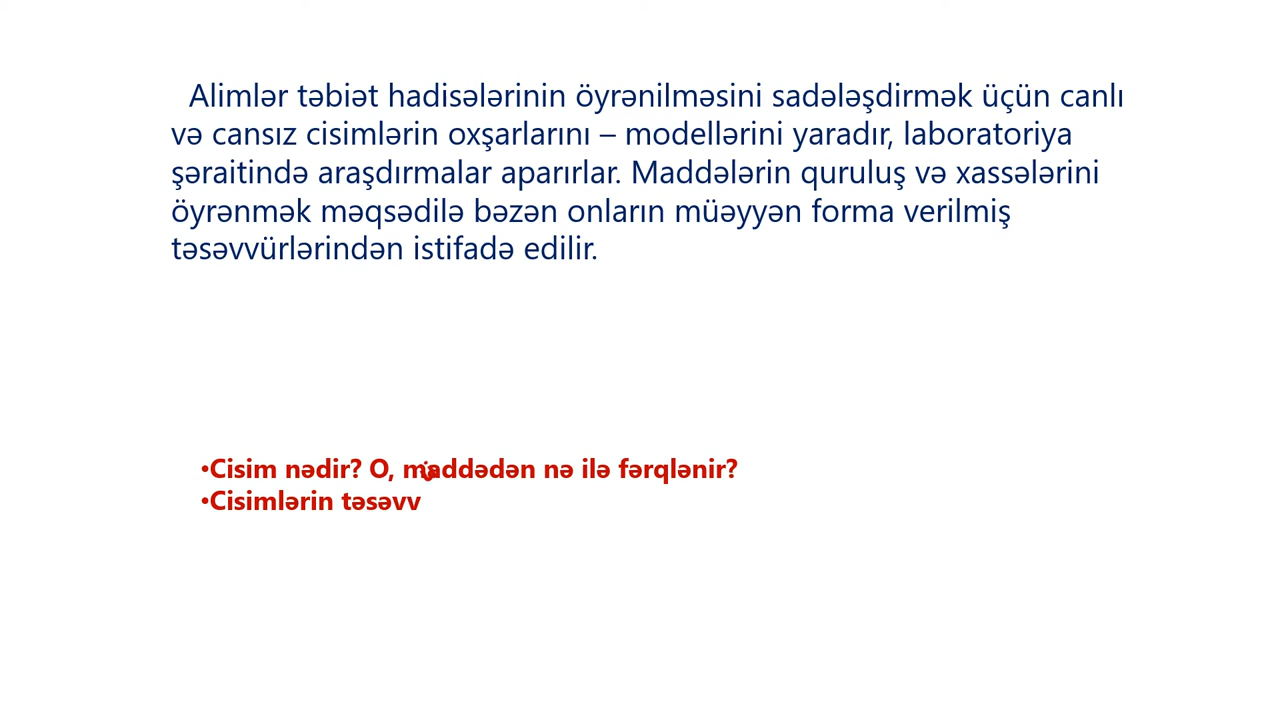 Alimlər təbiət hadisələrinin öyrənilməsini sadələşdirmək üçün canlı
və cansız cisimlərin oxşarlarını – modellərini yaradır, laboratoriya
şəraitində araşdırmalar aparırlar. Maddələrin quruluş və xassələrini
öyrənmək məqsədilə bəzən onların müəyyən forma verilmiş
təsəvvürlərindən istifadə edilir.
•Cisim nədir? O, maddədən nə ilə fərqlənir?
•Cisimlərin təsəvv